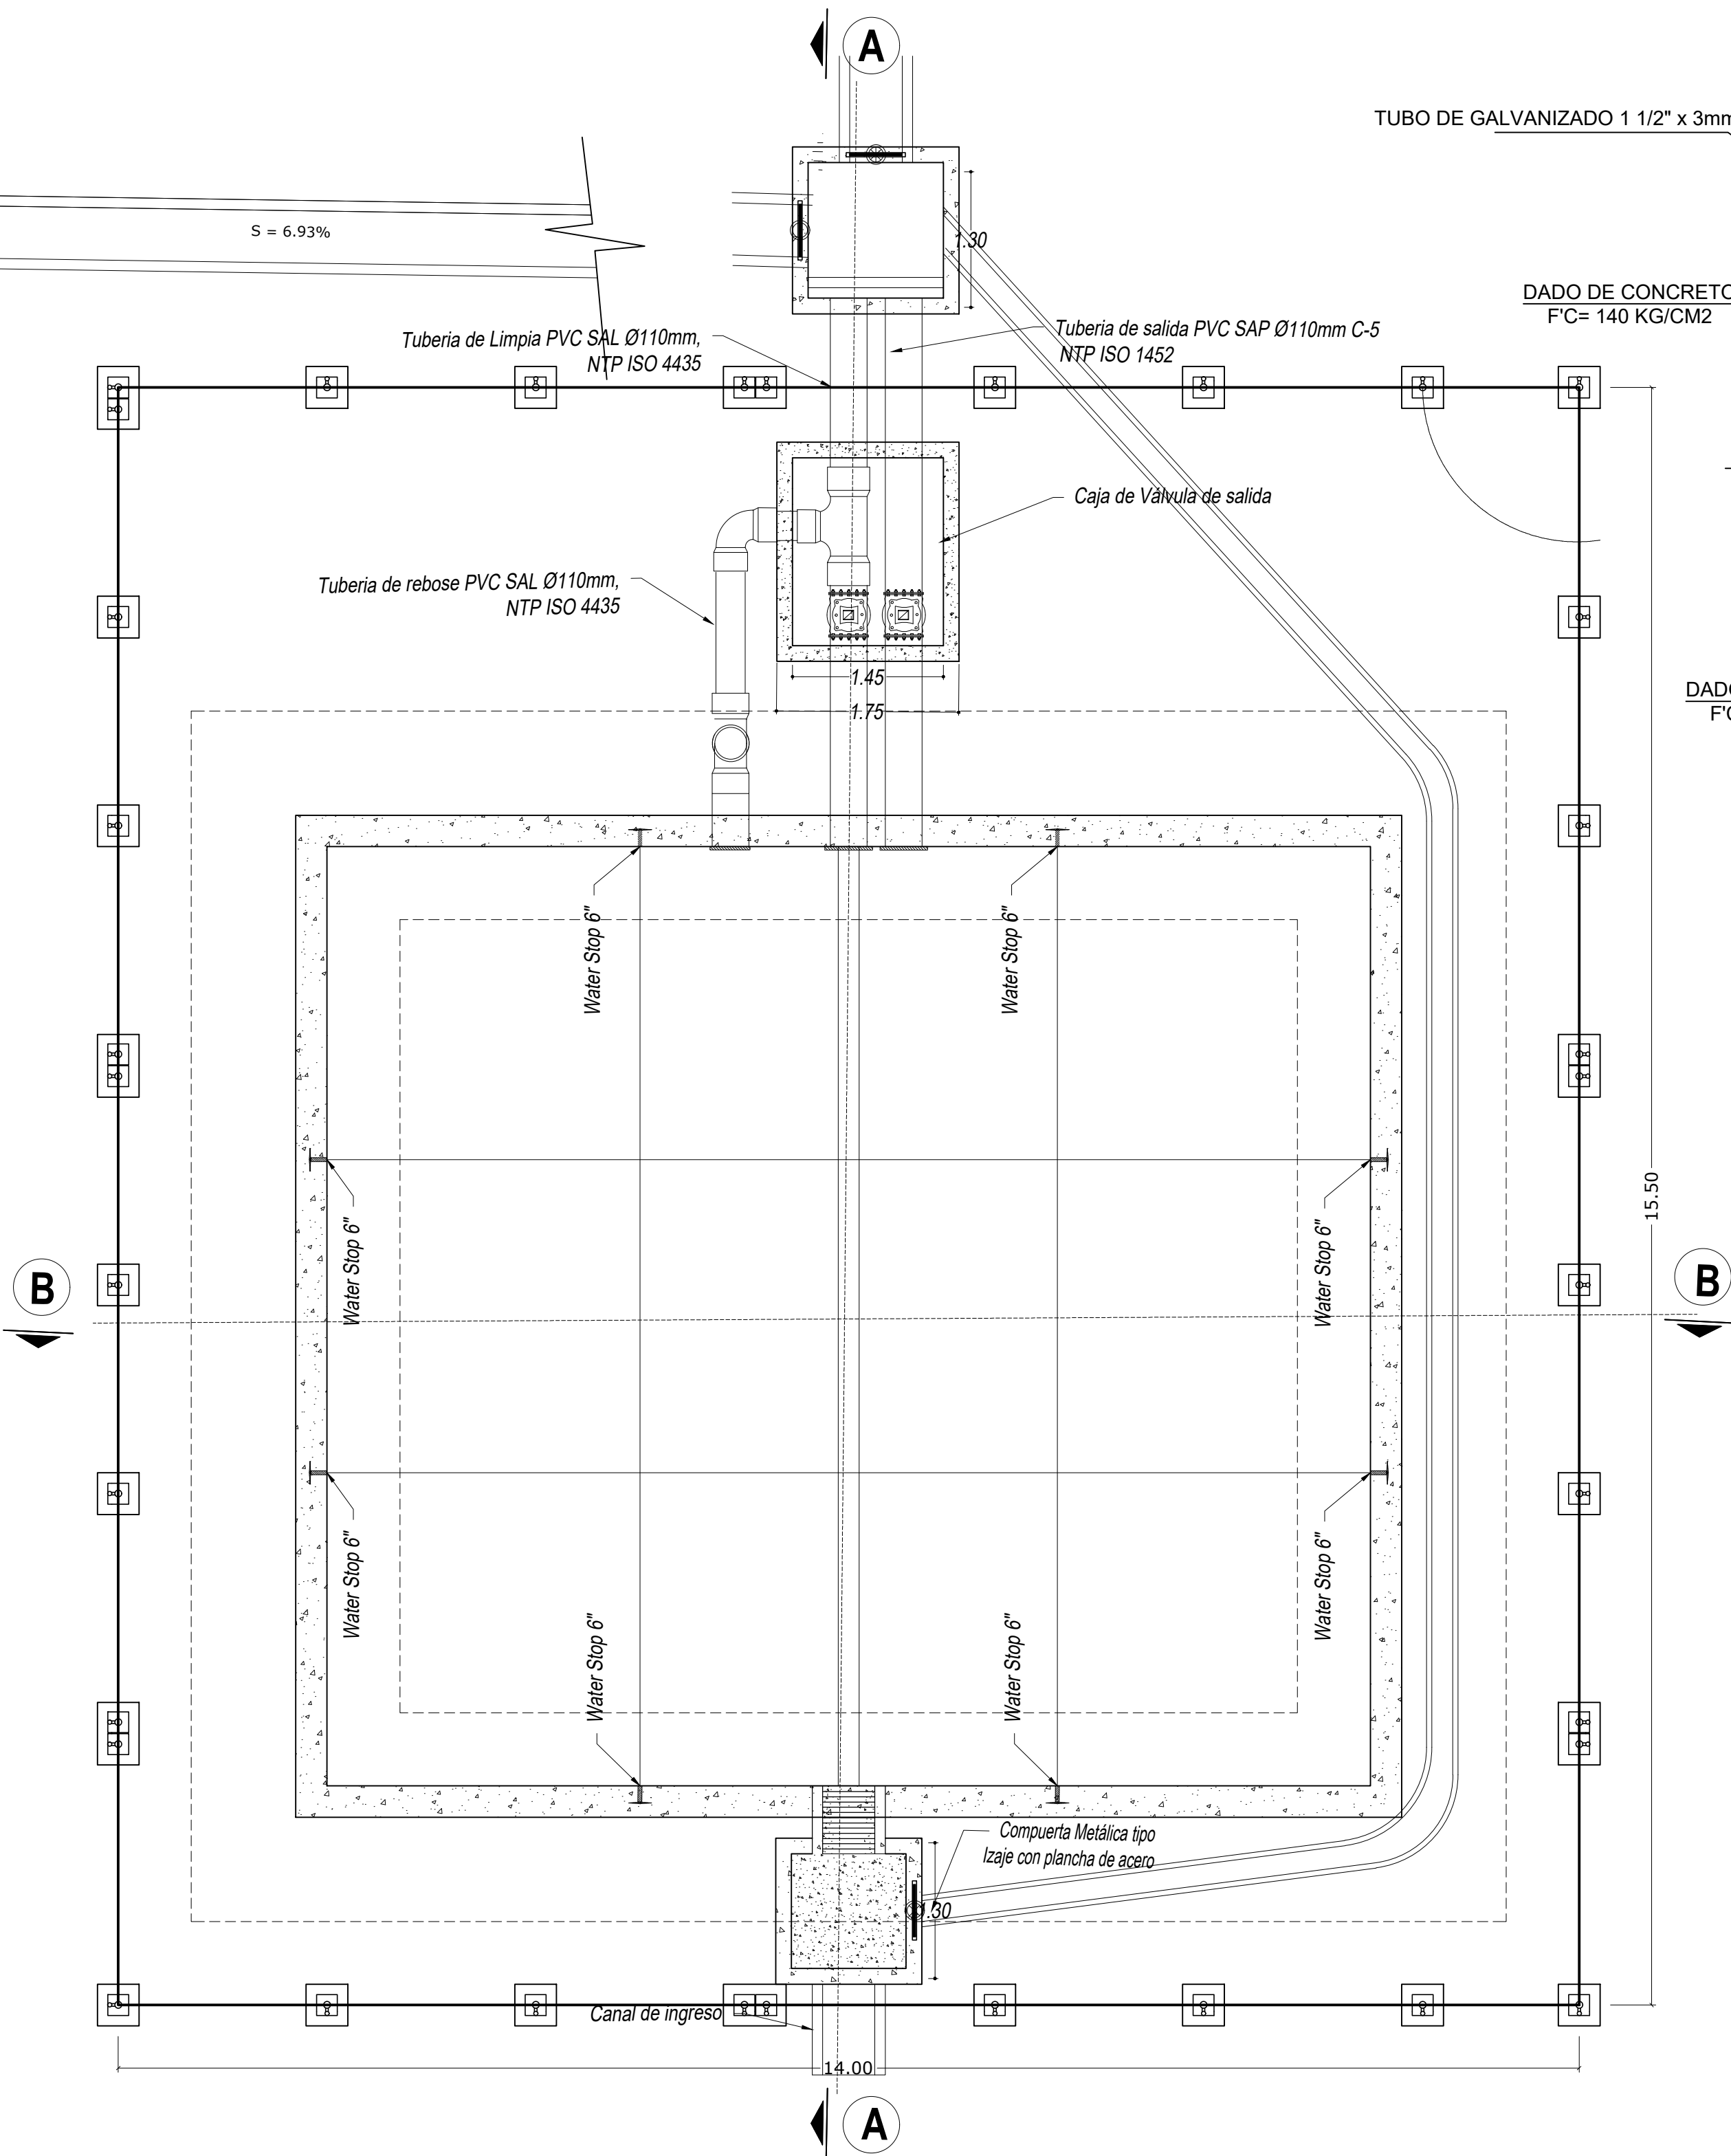 A
TUBO DE GALVANIZADO 1 1/2" x 3mm
S = 6.93%
1.30
DADO DE CONCRETO
F'C= 140 KG/CM2
Tuberia de Limpia PVC SAL Ø110mm,
NTP ISO 4435
Tuberia de salida PVC SAP Ø110mm C-5
NTP ISO 1452
Caja de Válvula de salida
Tuberia de rebose PVC SAL Ø110mm,
NTP ISO 4435
1.45
1.75
Water Stop 6"
Water Stop 6"
15.50
Water Stop 6"
Water Stop 6"
B
B
Water Stop 6"
Water Stop 6"
Water Stop 6"
Water Stop 6"
Compuerta Metálica tipo
Izaje con plancha de acero
1.30
Canal de ingreso
14.00
A